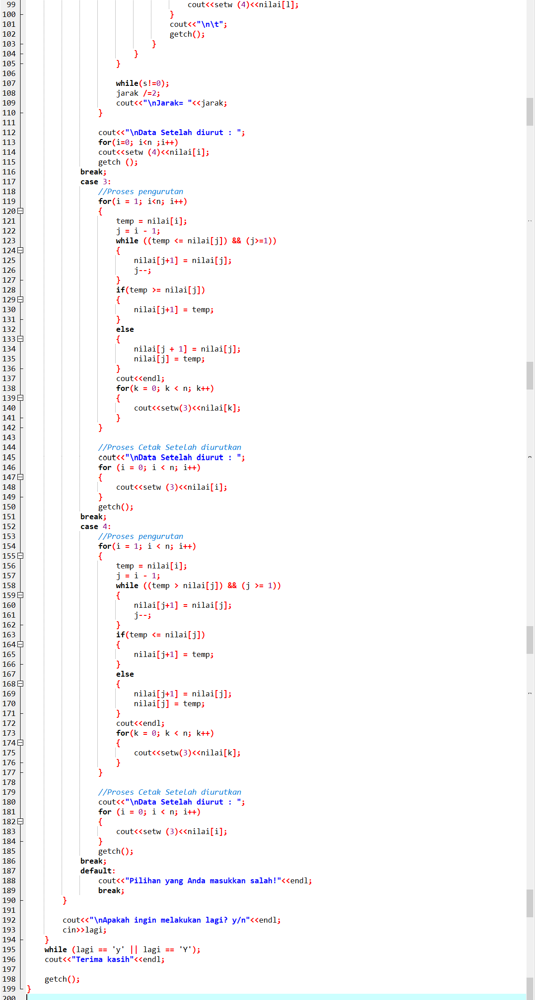 99 cout<<setw (4)<<nilai[l];
100 }
101 cout<<"\n\t";
102 getch();
103 }
104 }
105 }
106
107 while(s!=0);
108 jarak /=2;
109 cout<<"\nJarak= "<<jarak;
110 }
111
112 cout<<"\nData Setelah diurut : ";
113 for(i=0; i<n ;i++)
114 cout<<setw (4)<<nilai[i];
115 getch ();
116 break;
117 case 3:
118 //Proses pengurutan
119 for(i = 1; i<n; i++)
120 {
121 temp = nilai[i];
122 j = i - 1;
123 while ((temp <= nilai[j]) && (j>=1))
124 {
125 nilai[j+1] = nilai[j];
126 j--;
127 }
128 if(temp >= nilai[j])
129 {
130 nilai[j+1] = temp;
131 }
132 else
133 {
134 nilai[j + 1] = nilai[j];
135 nilai[j] = temp;
136 }
137 cout<<endl;
138 for(k = 0; k < n; k++)
139 {
140 cout<<setw(3)<<nilai[k];
141 }
142 }
143
144 //Proses Cetak Setelah diurutkan
145 cout<<"\nData Setelah diurut : ";
146 for (i = 0; i < n; i++)
147 {
148 cout<<setw (3)<<nilai[i];
149 }
150 getch();
151 break;
152 case 4:
153 //Proses pengurutan
154 for(i = 1; i < n; i++)
155 {
156 temp = nilai[i];
157 j = i - 1;
158 while ((temp > nilai[j]) && (j >= 1))
159 {
160 nilai[j+1] = nilai[j];
161 j--;
162 }
163 if(temp <= nilai[j])
164 {
165 nilai[j+1] = temp;
166 }
167 else
168 {
169 nilai[j+1] = nilai[j];
170 nilai[j] = temp;
171 }
172 cout<<endl;
173 for(k = 0; k < n; k++)
174 {
175 cout<<setw(3)<<nilai[k];
176 }
177 }
178
179 //Proses Cetak Setelah diurutkan
180 cout<<"\nData Setelah diurut : ";
181 for (i = 0; i < n; i++)
182 {
183 cout<<setw (3)<<nilai[i];
184 }
185 getch();
186 break;
187 default:
188 cout<<"Pilihan yang Anda masukkan salah!"<<endl;
189 break;
190 }
191
192 cout<<"\nApakah ingin melakukan lagi? y/n"<<endl;
193 cin>>lagi;
194 }
195 while (lagi == 'y' || lagi == 'Y');
196 cout<<"Terima kasih"<<endl;
197
198 getch();
199 }
200